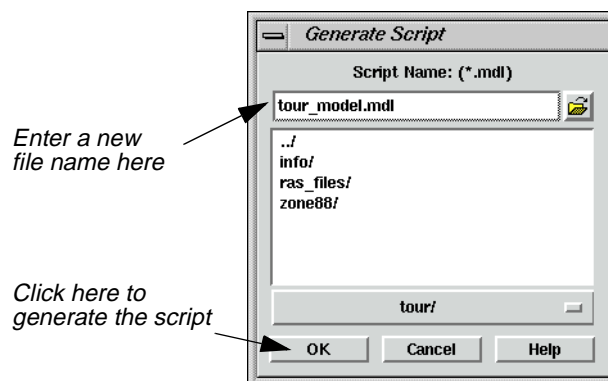 Generate Script
Script Name: (*.mdl)
tour_model.mdl
Enter a new
file name here
../
info/
ras_files/
zone88/
Click here to
generate the script
tour/
OK
Cancel
Help